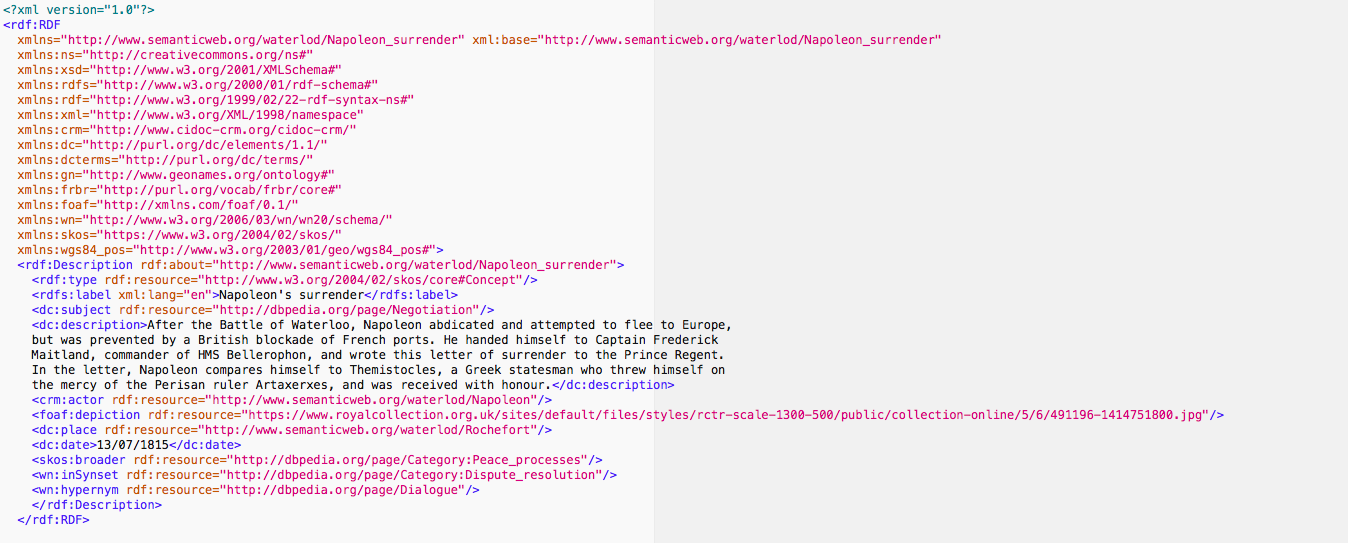 <?xml version="1.0"?>
<rdf:RDF
xmlns="http://www.semanticweb.org/waterlod/Napoleon_surrender" xml:base="http://www.semanticweb.org/waterlod/Napoleon_surrender"
xmlns:ns="http://creativecommons.org/ns#"
xmlns:xsd="http://www.w3.org/2001/XMLSchema#"
xmlns:rdfs="http://www.w3.org/2000/01/rdf-schema#"
xmlns:rdf="http://www.w3.org/1999/02/22-rdf-syntax-ns#"
xmlns:xml="http://www.w3.org/XML/1998/namespace"
xmlns:crm="http://www.cidoc-crm.org/cidoc-crm/"
xmlns:dc="http://purl.org/dc/elements/1.1/"
xmlns:dcterms="http://purl.org/dc/terms/"
xmlns:gn="http://www.geonames.org/ontology#"
xmlns:frbr="http://purl.org/vocab/frbr/core#"
xmlns:foaf="http://xmlns.com/foaf/0.1/"
xmlns:wn="http://www.w3.org/2006/03/wn/wn20/schema/"
xmlns:skos="https://www.w3.org/2004/02/skos/"
xmlns:wgs84_pos="http://www.w3.org/2003/01/geo/wgs84_pos#">
<rdf:Description rdf:about="http://www.semanticweb.org/waterlod/Napoleon_surrender">
<rdf:type rdf:resource="http://www.w3.org/2004/02/skos/core#Concept"/>
<rdfs:label xml:lang="en">Napoleon's surrender</rdfs:label>
<dc:subject rdf:resource="http://dbpedia.org/page/Negotiation"/>
<dc:description>After the Battle of Waterloo, Napoleon abdicated and attempted to flee to Europe,
but was prevented by a British blockade of French ports. He handed himself to Captain Frederick
Maitland, commander of HMS Bellerophon, and wrote this letter of surrender to the Prince Regent.
In the letter, Napoleon compares himself to Themistocles, a Greek statesman who threw himself on
the mercy of the Perisan ruler Artaxerxes, and was received with honour.</dc:description>
<crm:actor rdf:resource="http://www.semanticweb.org/waterlod/Napoleon"/>
<foaf:depiction rdf:resource="https://www.royalcollection.org.uk/sites/default/files/styles/rctr-scale-1300-500/public/collection-online/5/6/491196-1414751800.jpg"/>
<dc:place rdf:resource="http://www.semanticweb.org/waterlod/Rochefort"/>
<dc:date>13/07/1815</dc:date>
<skos:broader rdf:resource="http://dbpedia.org/page/Category:Peace_processes"/>
<wn:inSynset rdf:resource="http://dbpedia.org/page/Category:Dispute_resolution"/>
<wn:hypernym rdf:resource="http://dbpedia.org/page/Dialogue"/>
</rdf:Description>
</rdf:RDF>